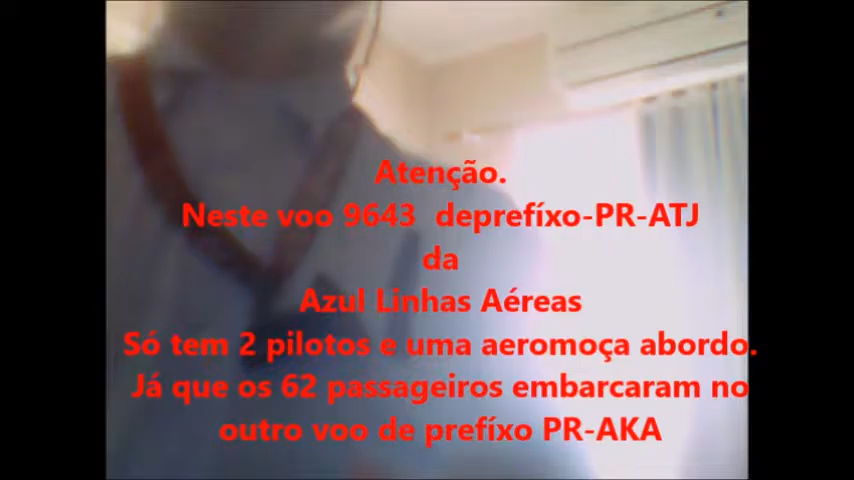 Atenção.
Neste voo 9643 deprefíxo-PR-ATJ
da
Azul Linhas Aéreas
Só tem 2 pilotos e uma aeromoça abordo.
Já que os 62 passageiros embarcaram no
outro voo de prefíxo PR-AKA